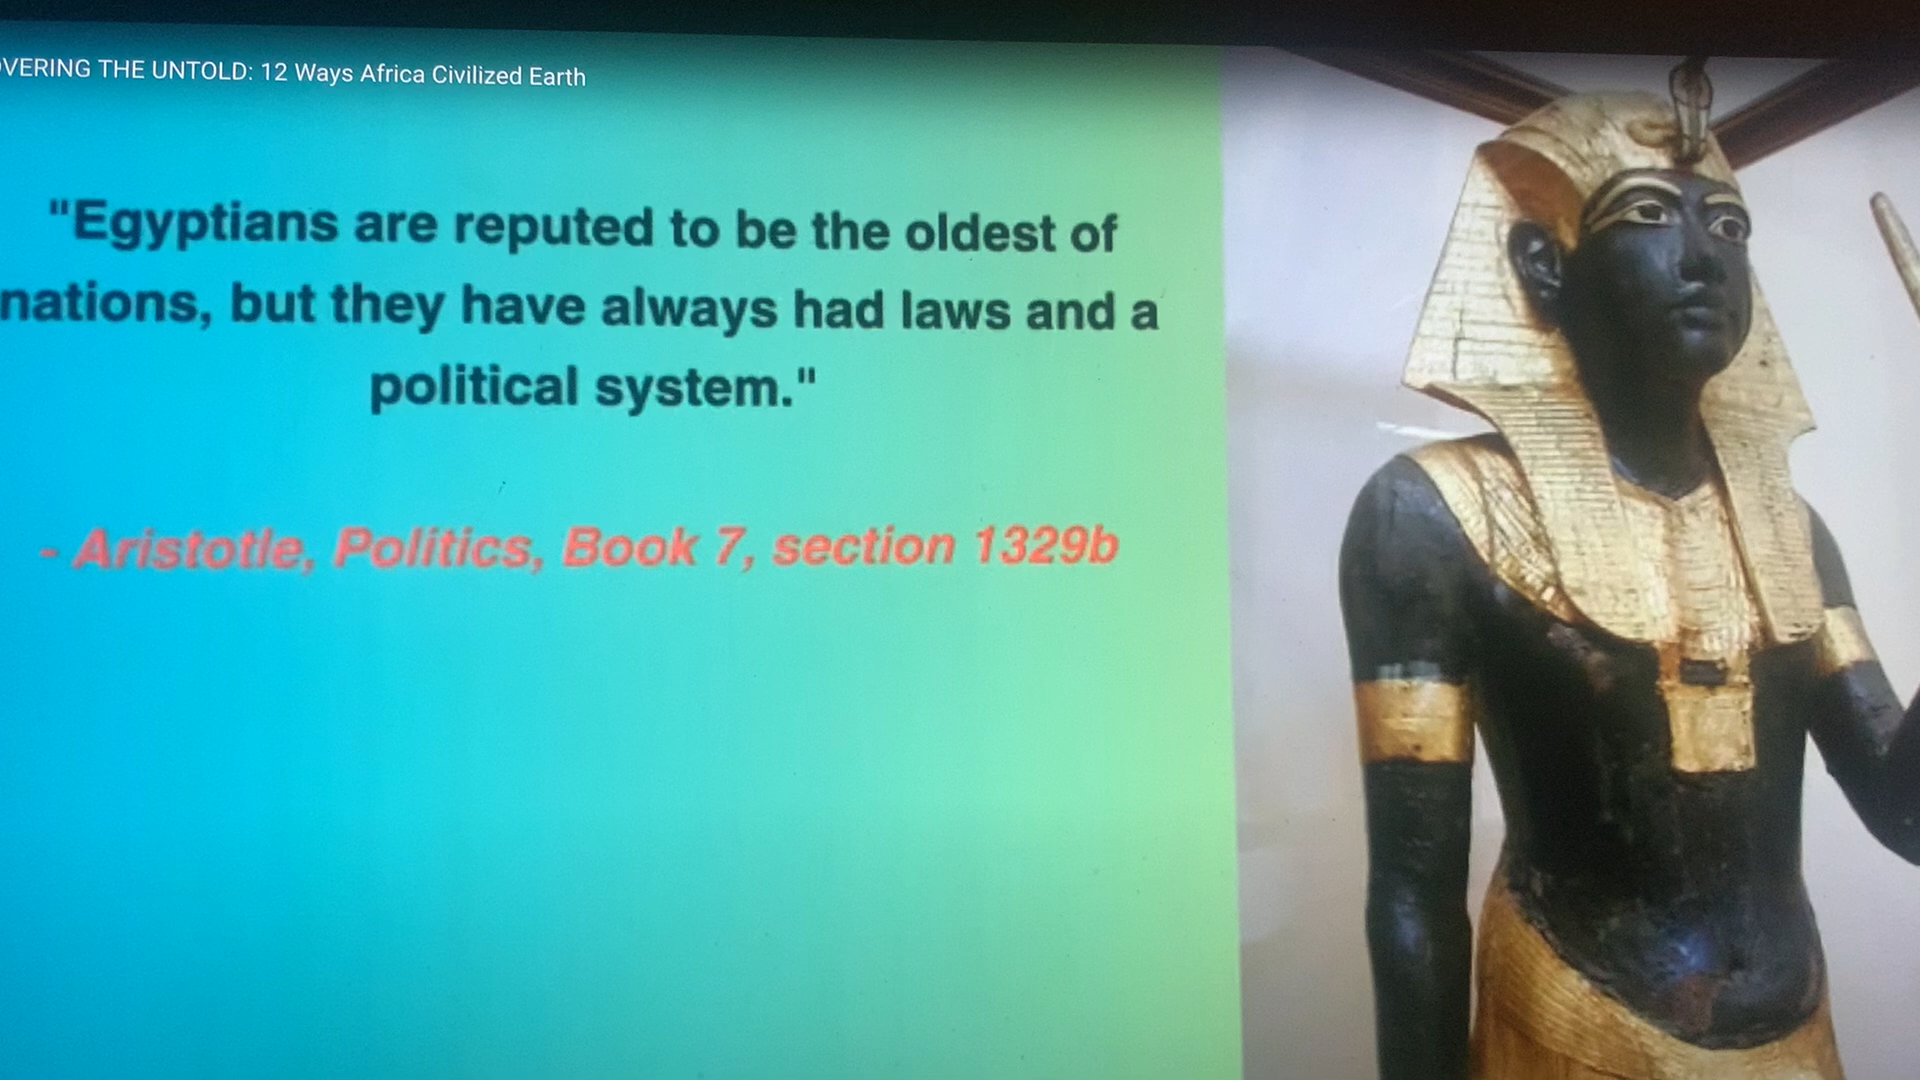 OVERING THE UNTOLD: 12 Ways Africa Civilized Earth
"Egyptians are reputed to be the oldest of
nations, but they have always had laws and a
political system."
- Aristotle, Politics, Book 7, section 1329b